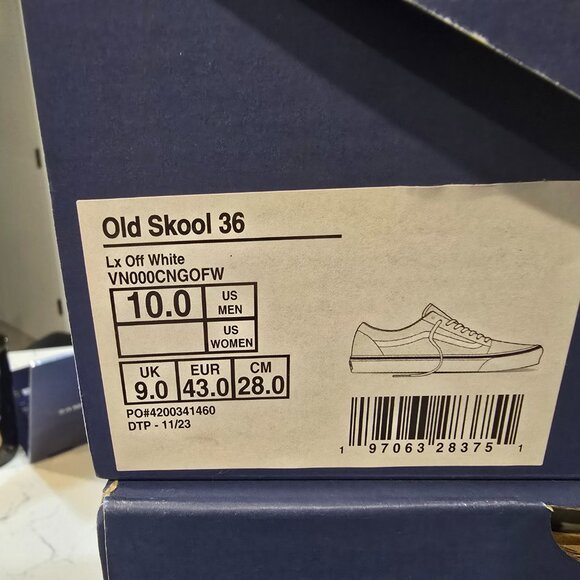 Old Skool 36
Lx Off White
VN000CNGOFW
10.0 US MEN
US WOMEN
UK EUR CM
9.0 43.0 28.0
PO#4200341460
DTP - 11/23
1 97063 28375 1